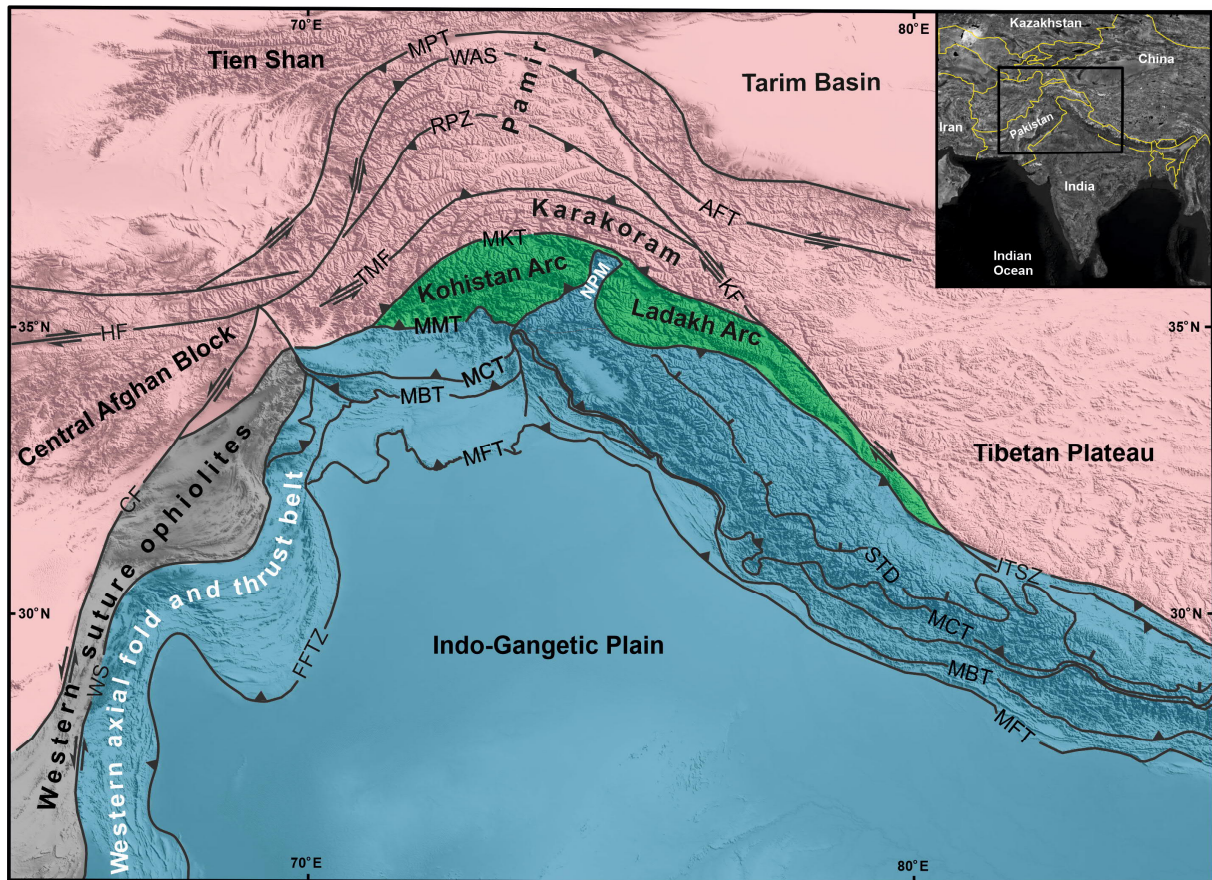 70°E
80°E
Kazakhstan
China
Iran
Pakistan
India
Indian
Ocean
Tien Shan
MPT
WAS
Pamir
Tarim Basin
RPZ
AFT
Karakoram
MKT
TMF
Kohistan Arc
NPM
KF
Ladakh Arc
35°N
HF
MMT
35°N
Central Afghan Block
MCT
MBT
MFT
Tibetan Plateau
CF
Western suture ophiolites
Western axial fold and thrust belt
STD
ITSZ
30°N
MCT
30°N
Indo-Gangetic Plain
FFTZ
WS
MBT
MFT
70°E
80°E